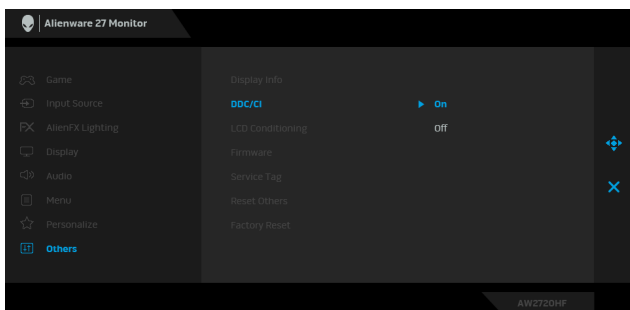 Alienware 27 Monitor
Game
Display Info
Input Source
DDC/CI
On
AlienFX Lighting
LCD Conditioning
Off
Display
Firmware
Audio
Service Tag
Menu
Reset Others
Personalize
Factory Reset
Others
AW2720HF